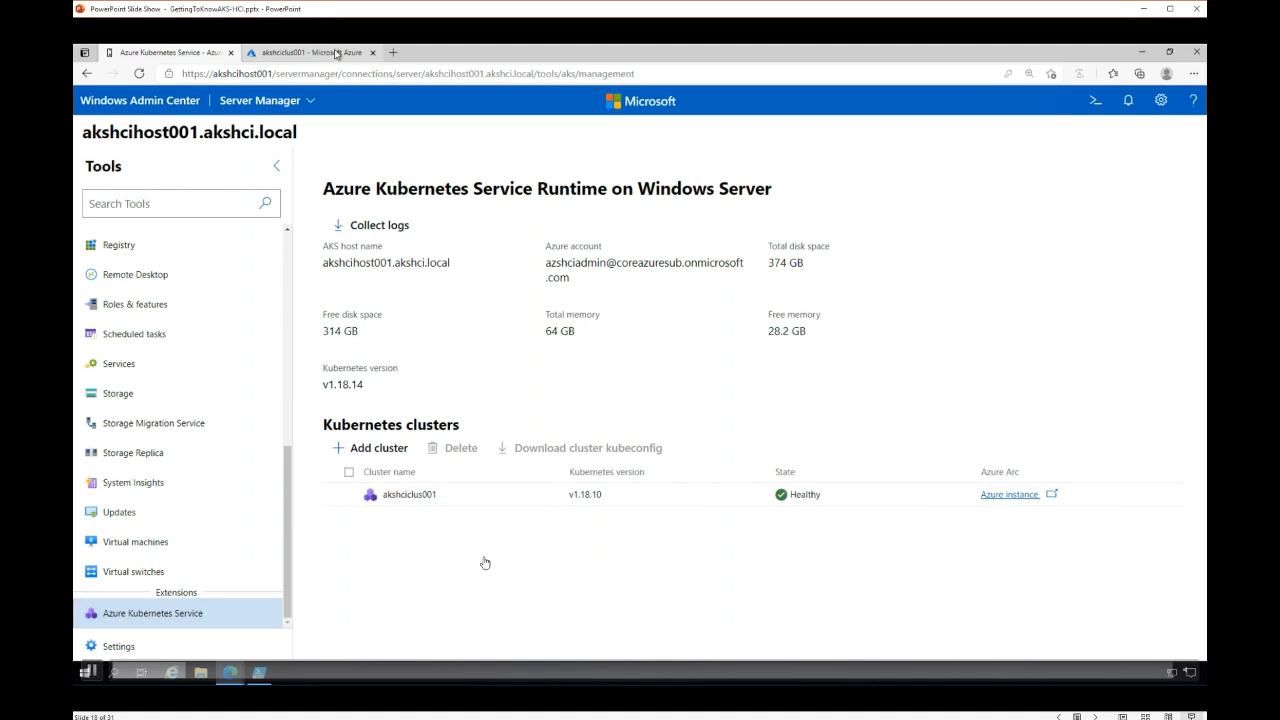 PowerPoint Slide Show - GettingToKnowAKS-HCI.pptx - PowerPoint
Azure Kubernetes Service - Azur
akshciclus001 - Microsoft Azure
https://akshcihost001/servermanager/connections/server/akshcihost001.akshci.local/tools/aks/management
Windows Admin Center | Server Manager
Microsoft
akshcihost001.akshci.local
Tools
Search Tools
Registry
Remote Desktop
Roles & features
Scheduled tasks
Services
Storage
Storage Migration Service
Storage Replica
System Insights
Updates
Virtual machines
Virtual switches
Extensions
Azure Kubernetes Service
Settings
Azure Kubernetes Service Runtime on Windows Server
Collect logs
AKS host name
akshcihost001.akshci.local
Azure account
azshciadmin@coreazuresub.onmicrosoft
.com
Total disk space
374 GB
Free disk space
314 GB
Total memory
64 GB
Free memory
28.2 GB
Kubernetes version
v1.18.14
Kubernetes clusters
Add cluster Delete Download cluster kubeconfig
Cluster name Kubernetes version State Azure Arc
akshciclus001 v1.18.10 Healthy Azure instance
Slide 18 of 31